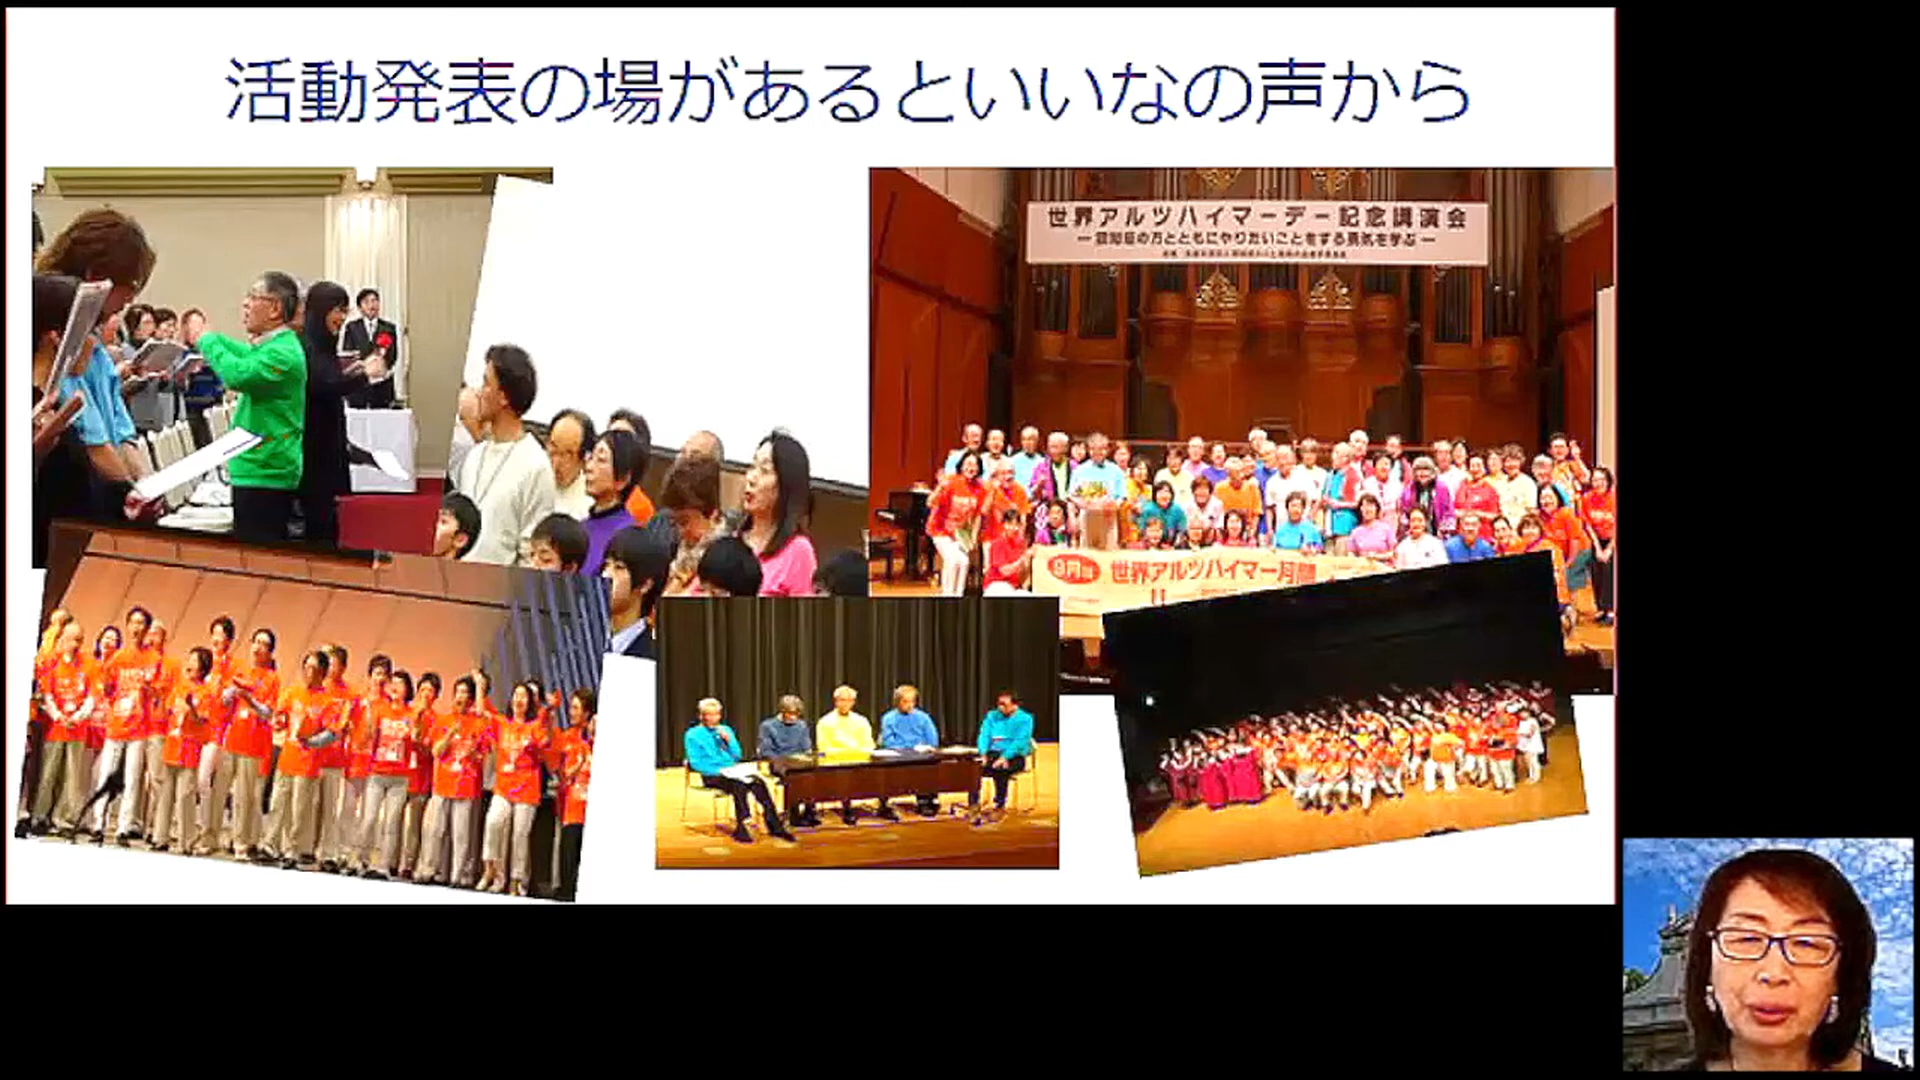 活動発表の場があるといいなの声から
世界アルツハイマーデー記念講演会
ー認知症の方とともにやりたいことをする勇気を学ぶー
9月は 世界アルツハイマー月間